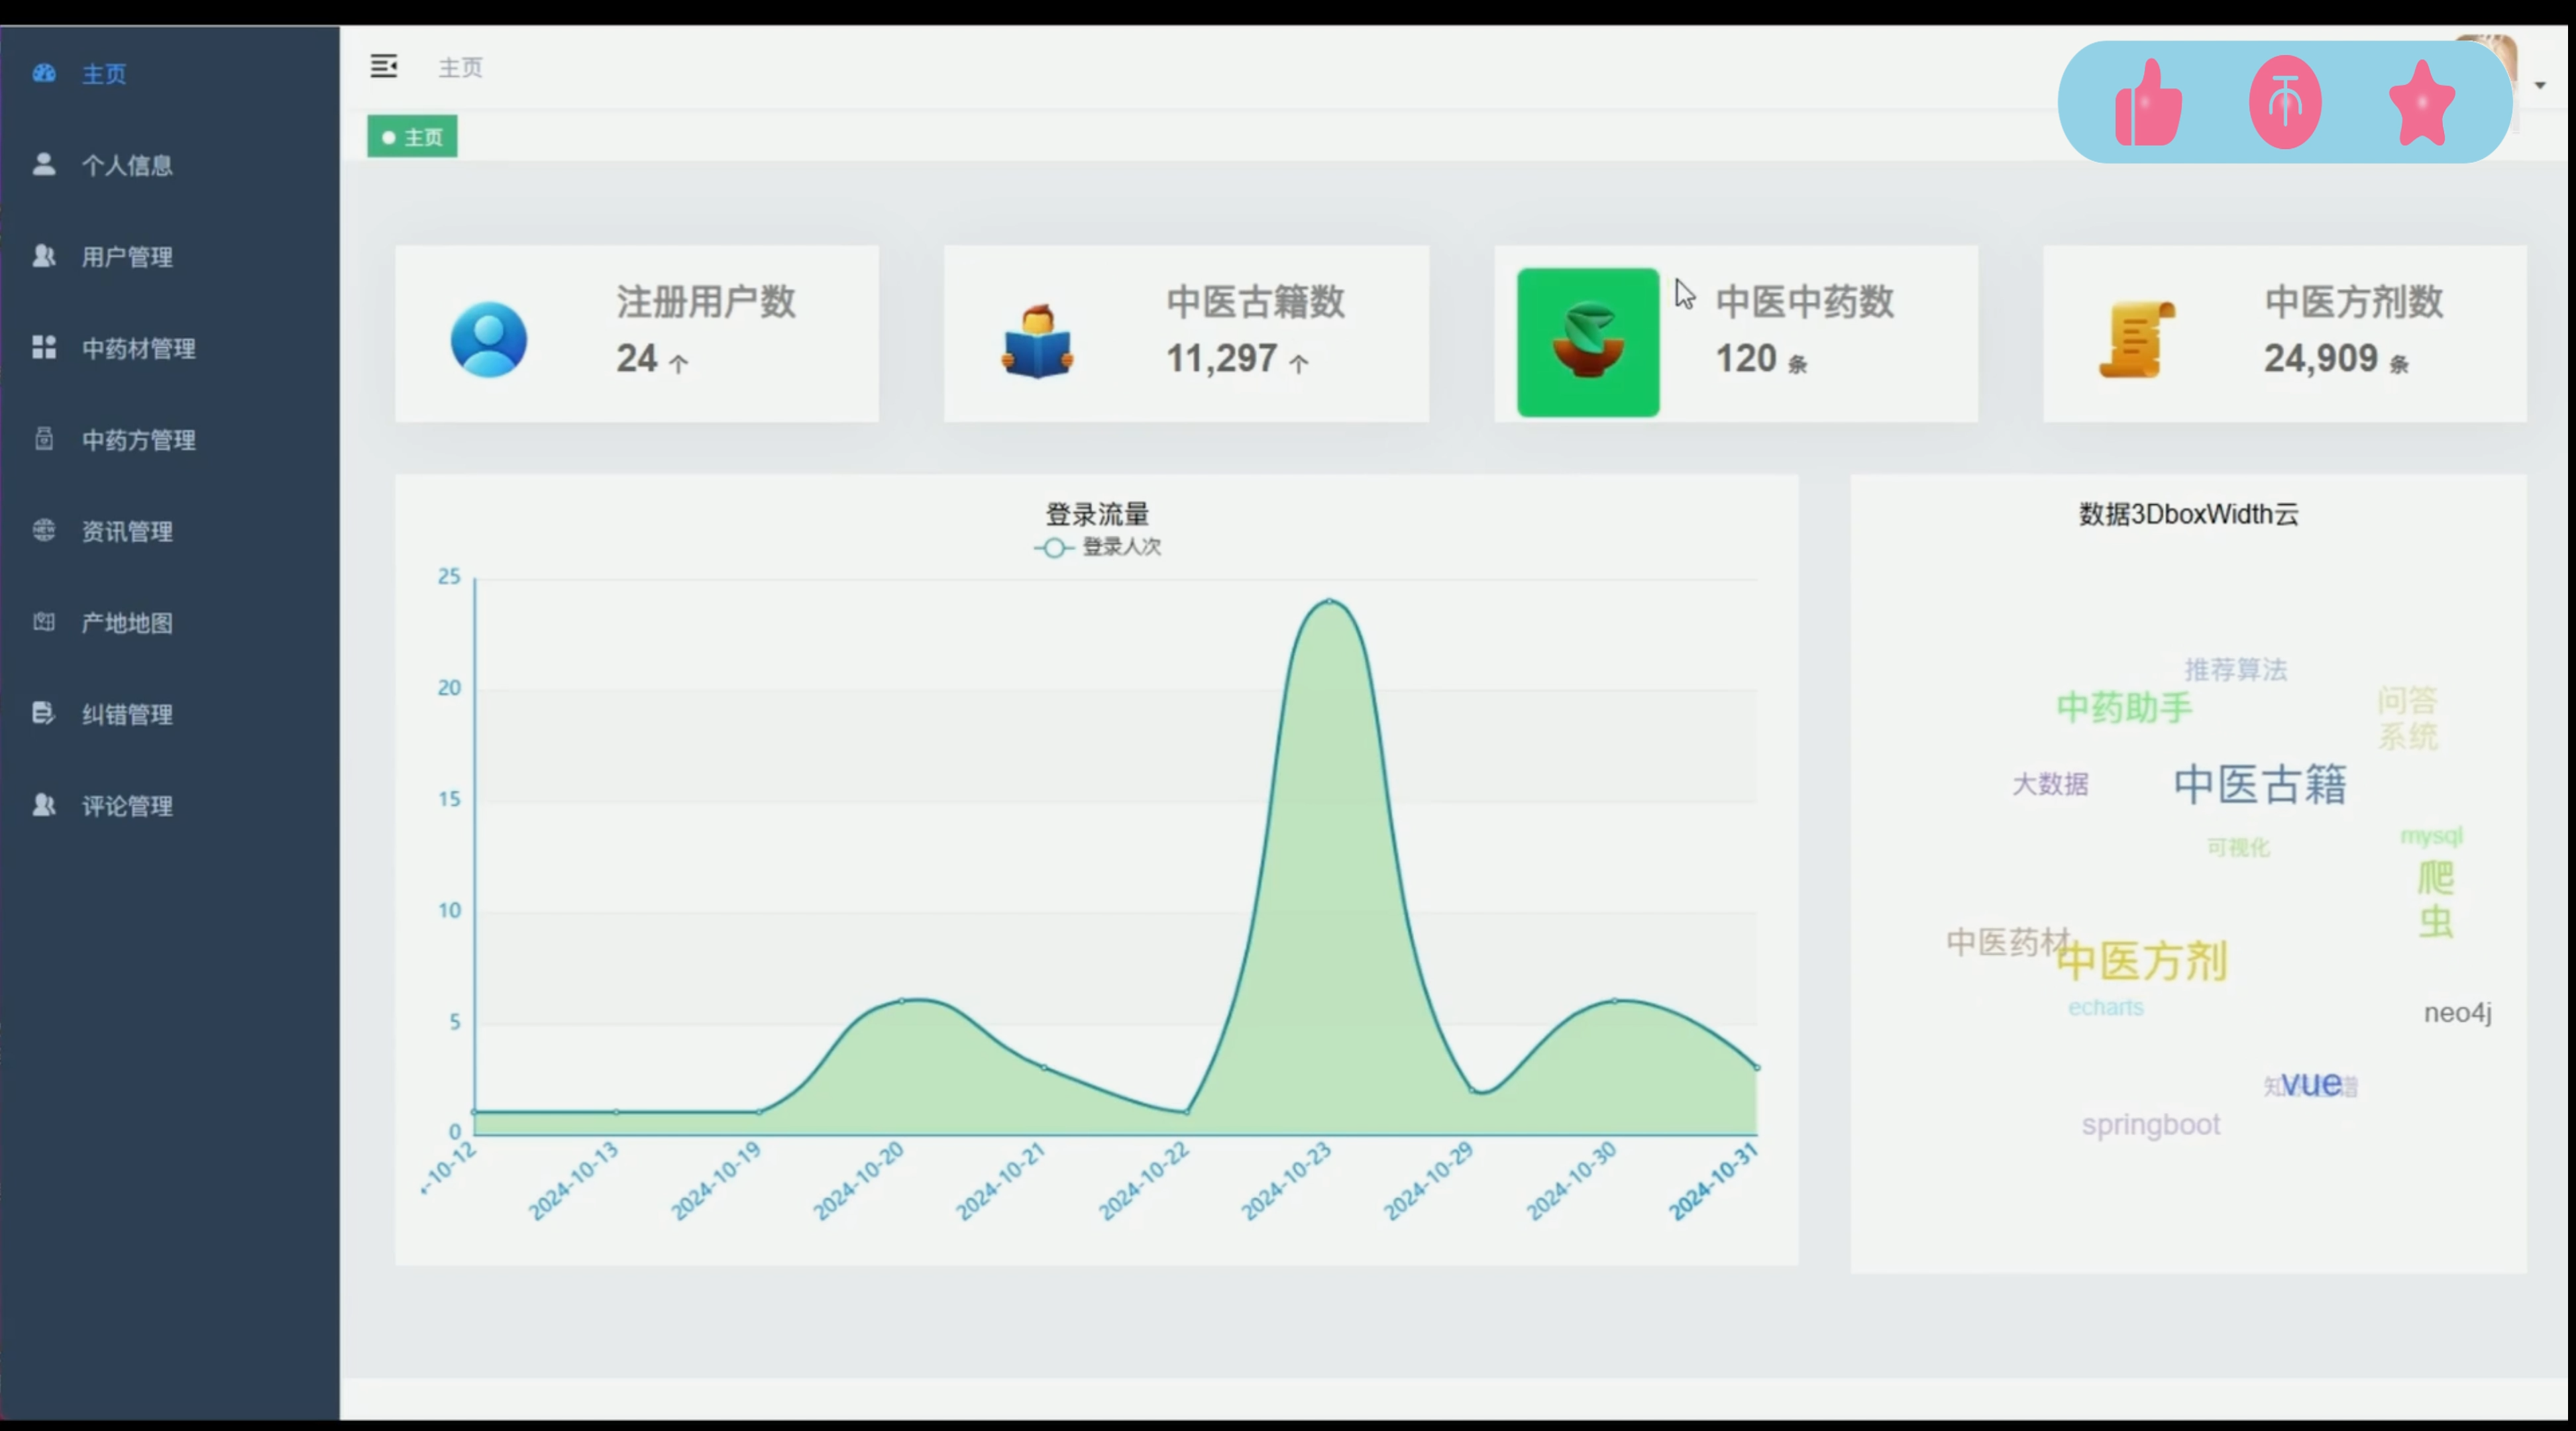 主页
个人信息
用户管理
中药材管理
中药方管理
资讯管理
产地地图
纠错管理
评论管理
主页
主页
注册用户数
24 个
中医古籍数
11,297 个
中医中药数
120 条
中医方剂数
24,909 条
登录流量
登录人次
25
20
15
10
5
0
-10-12
2024-10-13
2024-10-19
2024-10-20
2024-10-21
2024-10-22
2024-10-23
2024-10-29
2024-10-30
2024-10-31
数据3DboxWidth云
推荐算法
中药助手
问答
系统
大数据
中医古籍
mysql
可视化
爬
虫
中医药材
中医方剂
echarts
neo4j
vue
springboot